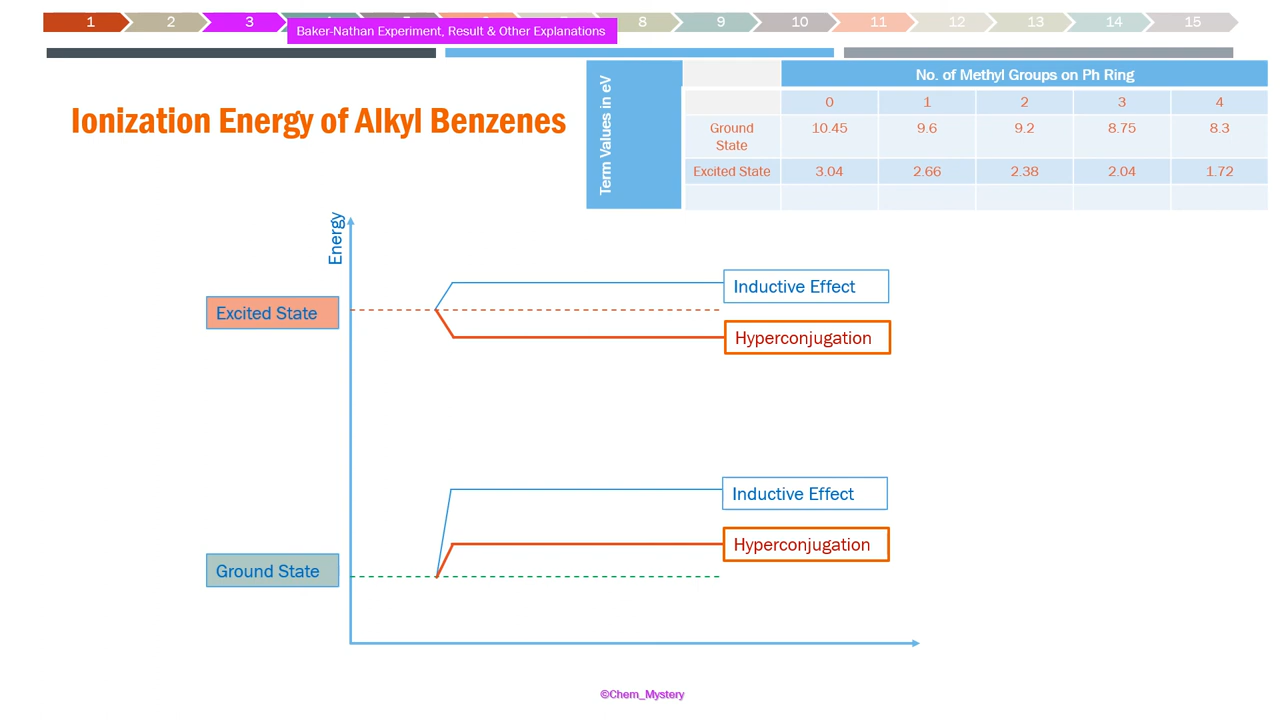 1 2 3 8 9 10 11 12 13 14 15
Baker-Nathan Experiment, Result & Other Explanations
Ionization Energy of Alkyl Benzenes
Term Values in eV
No. of Methyl Groups on Ph Ring
0 1 2 3 4
Ground
State
10.45 9.6 9.2 8.75 8.3
Excited State 3.04 2.66 2.38 2.04 1.72
Energy
Inductive Effect
Excited State
Hyperconjugation
Inductive Effect
Hyperconjugation
Ground State
©Chem_Mystery